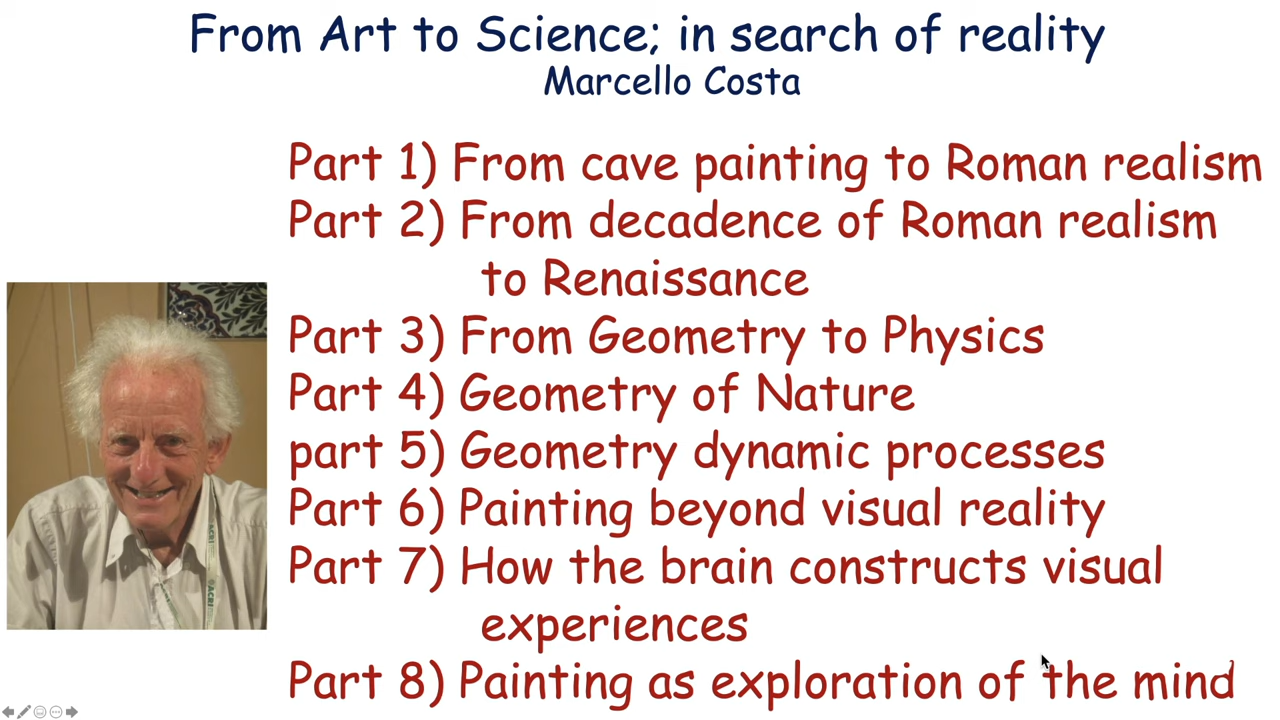 From Art to Science; in search of reality
Marcello Costa
Part 1) From cave painting to Roman realism
Part 2) From decadence of Roman realism
to Renaissance
Part 3) From Geometry to Physics
Part 4) Geometry of Nature
part 5) Geometry dynamic processes
Part 6) Painting beyond visual reality
Part 7) How the brain constructs visual
experiences
Part 8) Painting as exploration of the mind